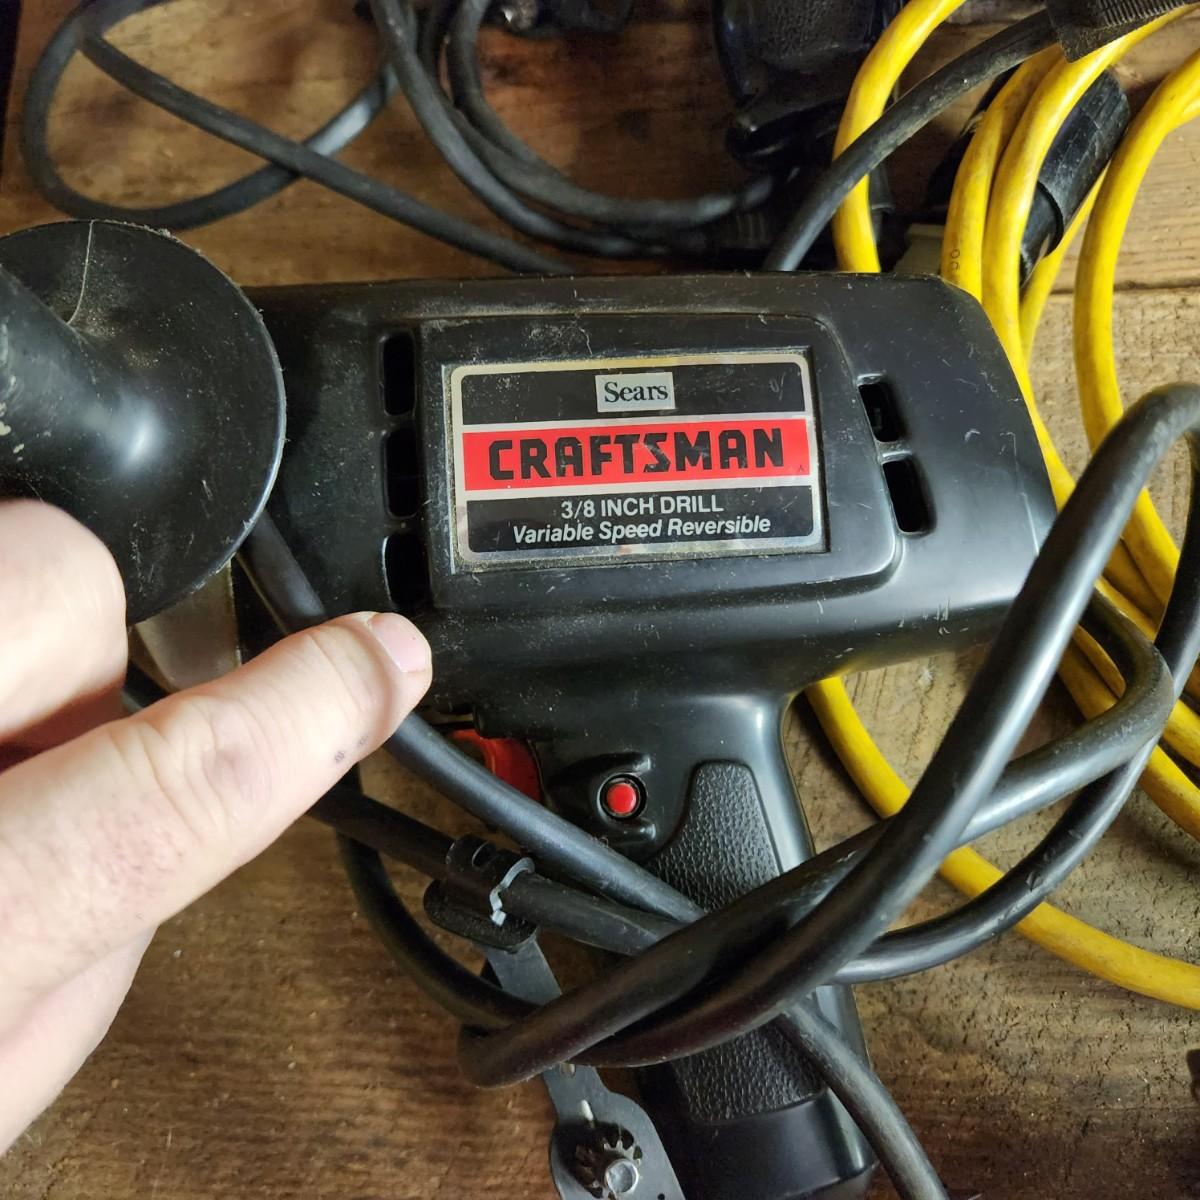 Sears
CRAFTSMAN
3/8 INCH DRILL
Variable Speed Reversible